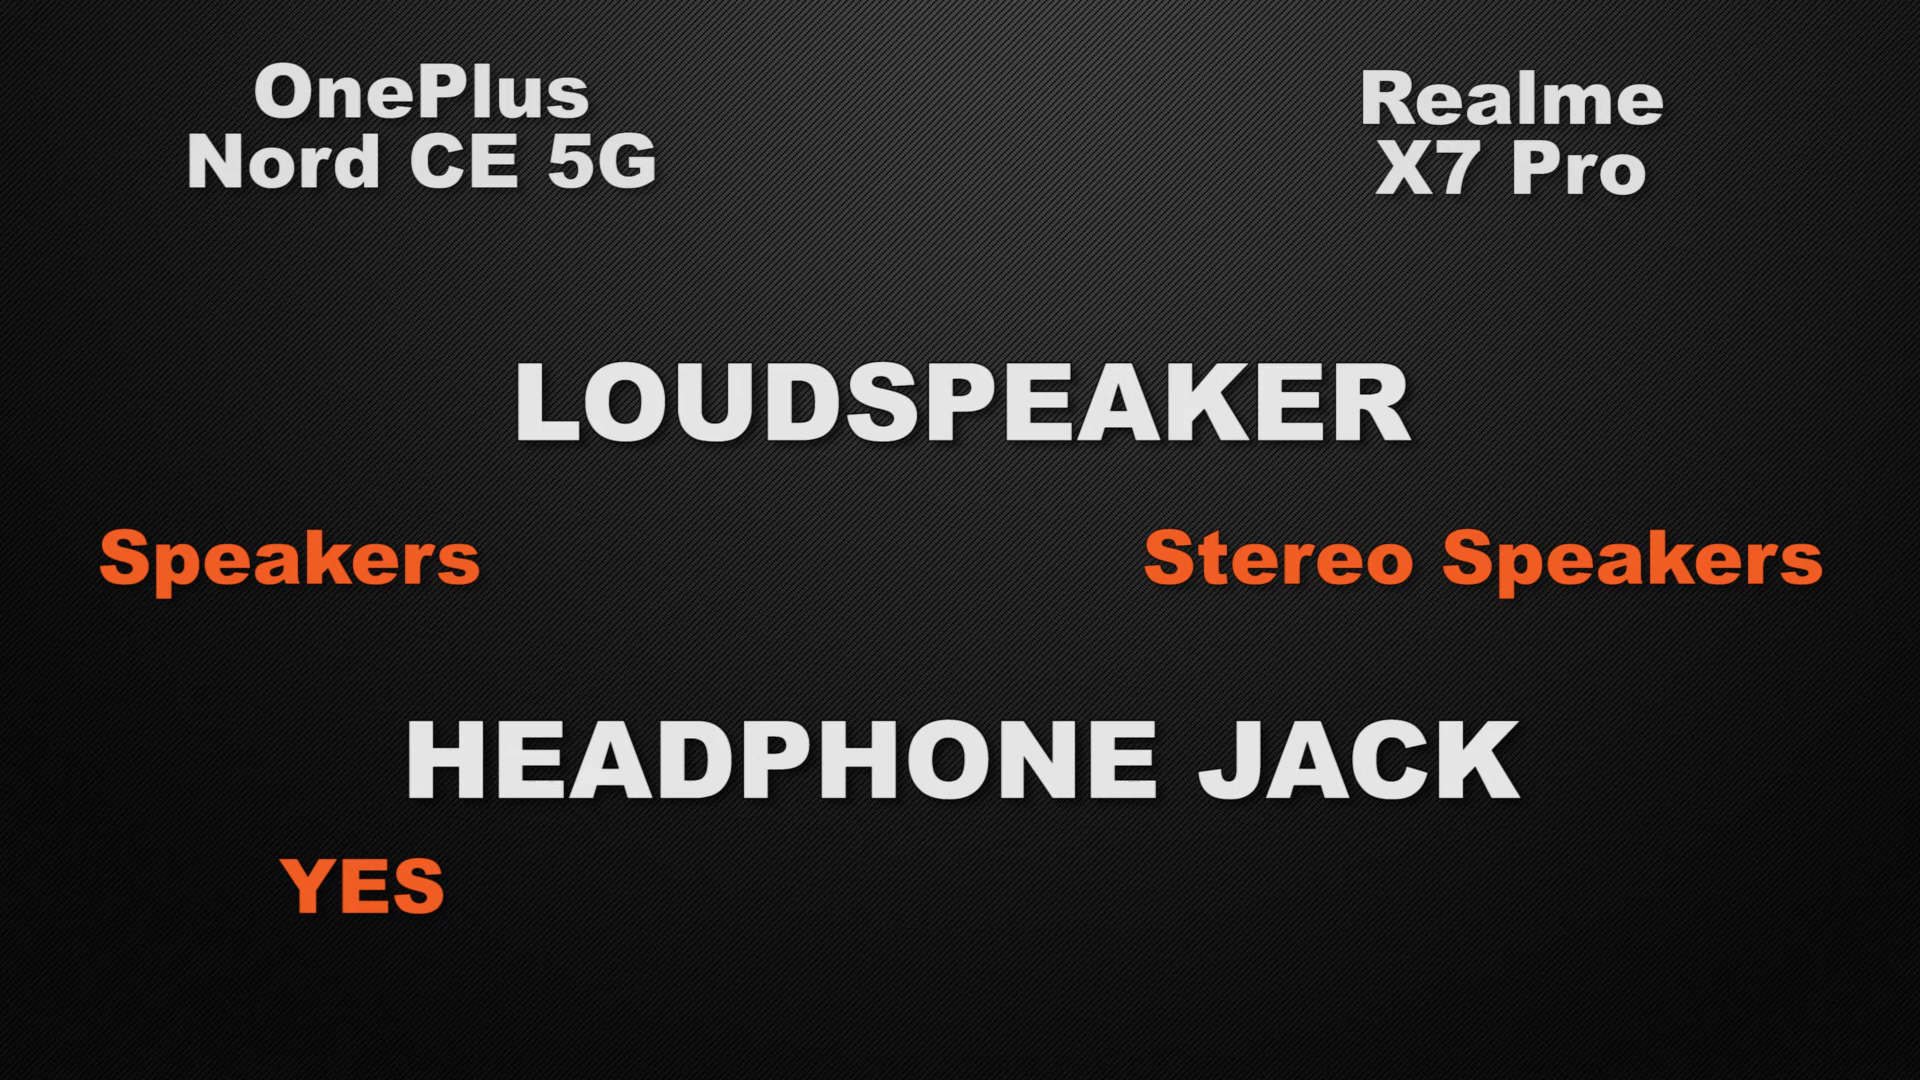 OnePlus
Nord CE 5G
Realme
X7 Pro
LOUDSPEAKER
Speakers
Stereo Speakers
HEADPHONE JACK
YES